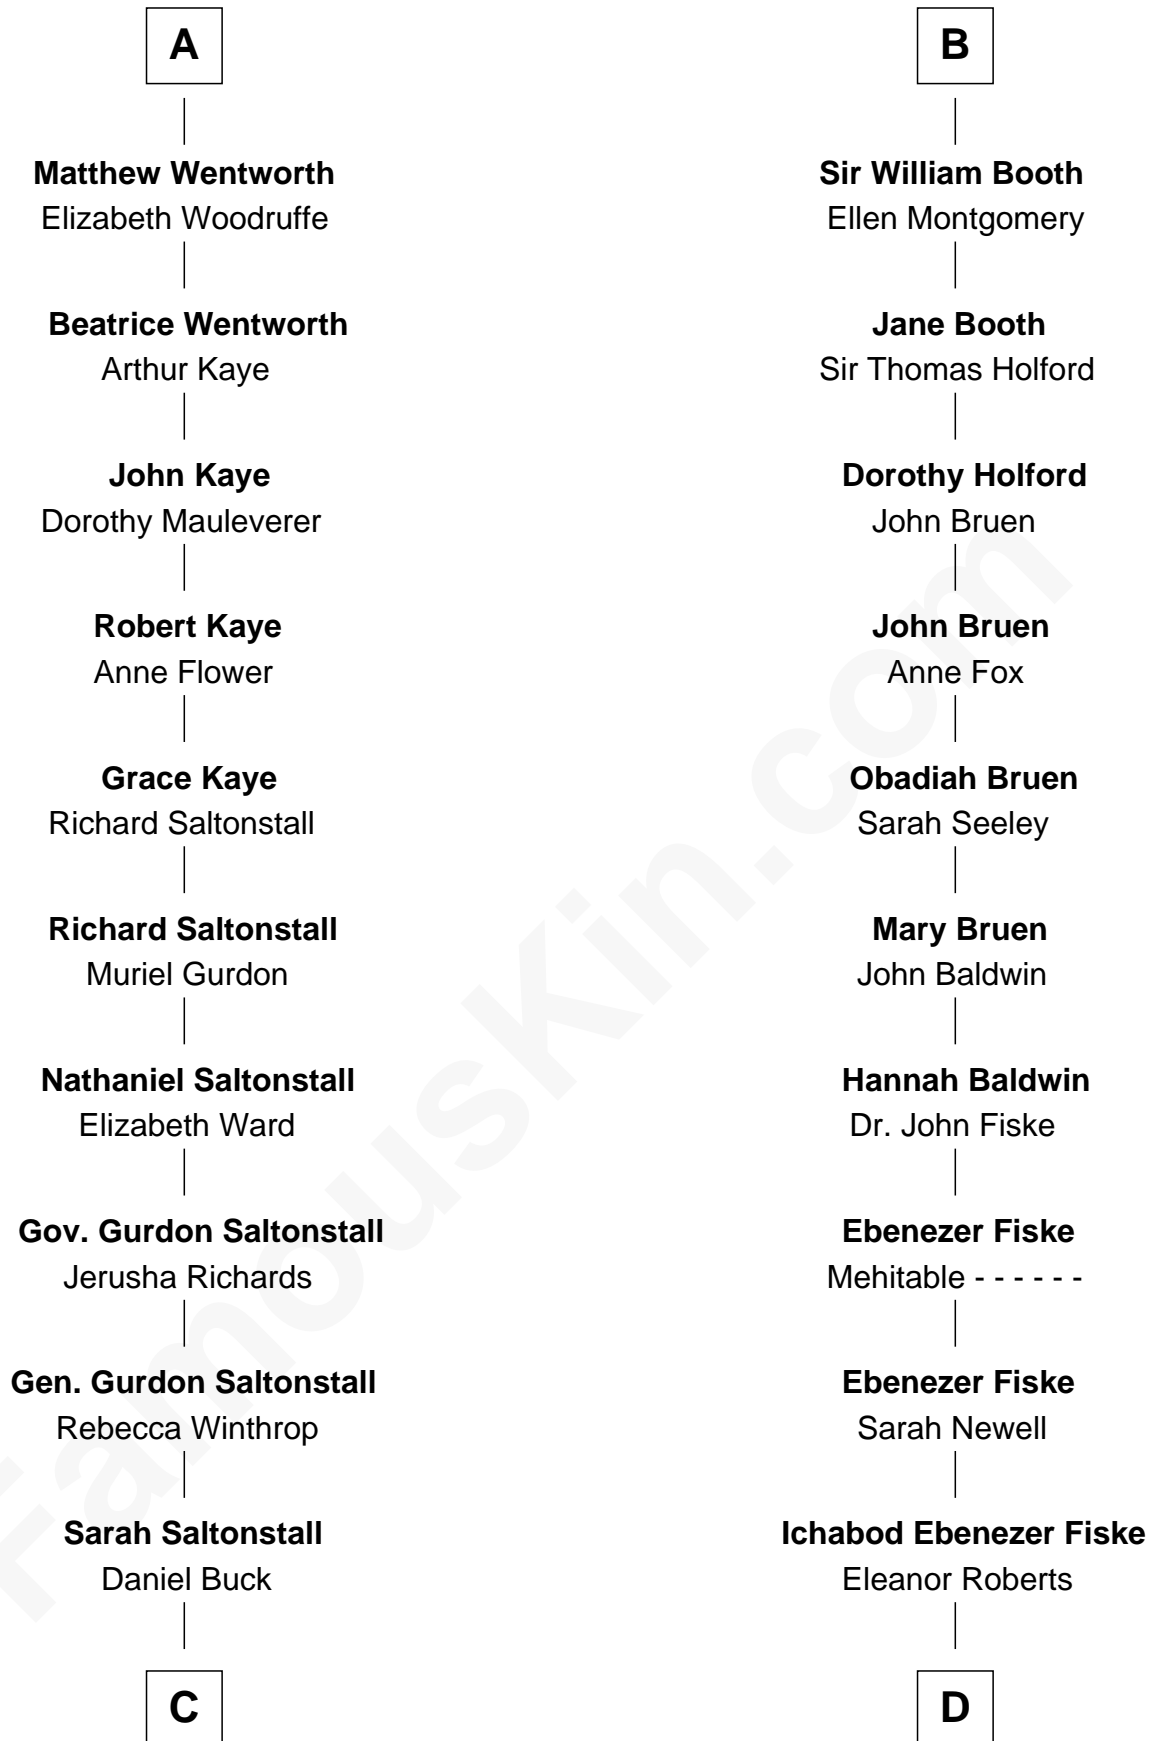 A
Matthew Wentworth
Elizabeth Woodruffe
Beatrice Wentworth
Arthur Kaye
John Kaye
Dorothy Mauleverer
Robert Kaye
Anne Flower
Grace Kaye
Richard Saltonstall
Richard Saltonstall
Muriel Gurdon
Nathaniel Saltonstall
Elizabeth Ward
Gov. Gurdon Saltonstall
Jerusha Richards
Gen. Gurdon Saltonstall
Rebecca Winthrop
Sarah Saltonstall
Daniel Buck
C
B
Sir William Booth
Ellen Montgomery
Jane Booth
Sir Thomas Holford
Dorothy Holford
John Bruen
John Bruen
Anne Fox
Obadiah Bruen
Sarah Seeley
Mary Bruen
John Baldwin
Hannah Baldwin
Dr. John Fiske
Ebenezer Fiske
Mehitable - - - - - -
Ebenezer Fiske
Sarah Newell
Ichabod Ebenezer Fiske
Eleanor Roberts
D
FamousKin.com